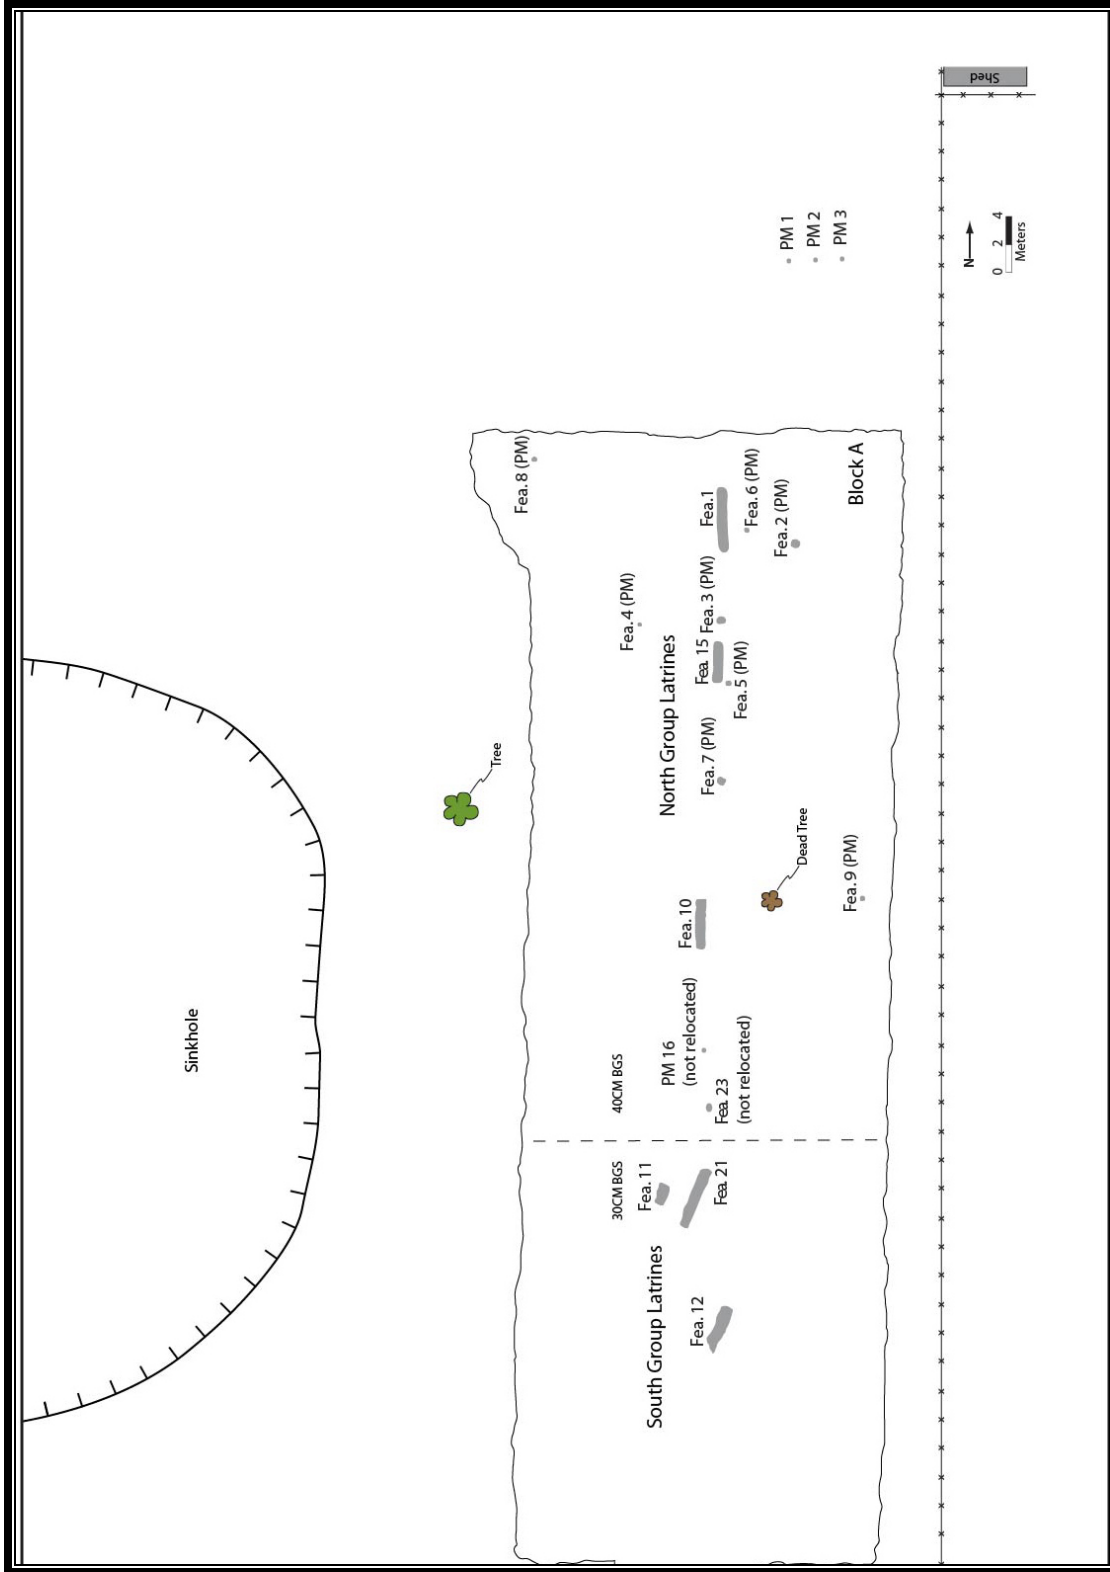 Shed
PM 1
PM 2
PM 3
N
0 2 4
Meters
Fea. 8 (PM)
Fea.1
Fea. 6 (PM)
Fea.2 (PM)
Block A
Fea. 4 (PM)
Fea. 3 (PM)
North Group Latrines
Fea. 15
Fea. 5 (PM)
Fea. 7 (PM)
Tree
Dead Tree
Fea. 9 (PM)
Fea. 10
Sinkhole
PM 16
(not relocated)
40CM BGS
Fea. 23
(not relocated)
30CM BGS
Fea. 11
Fea. 21
South Group Latrines
Fea. 12